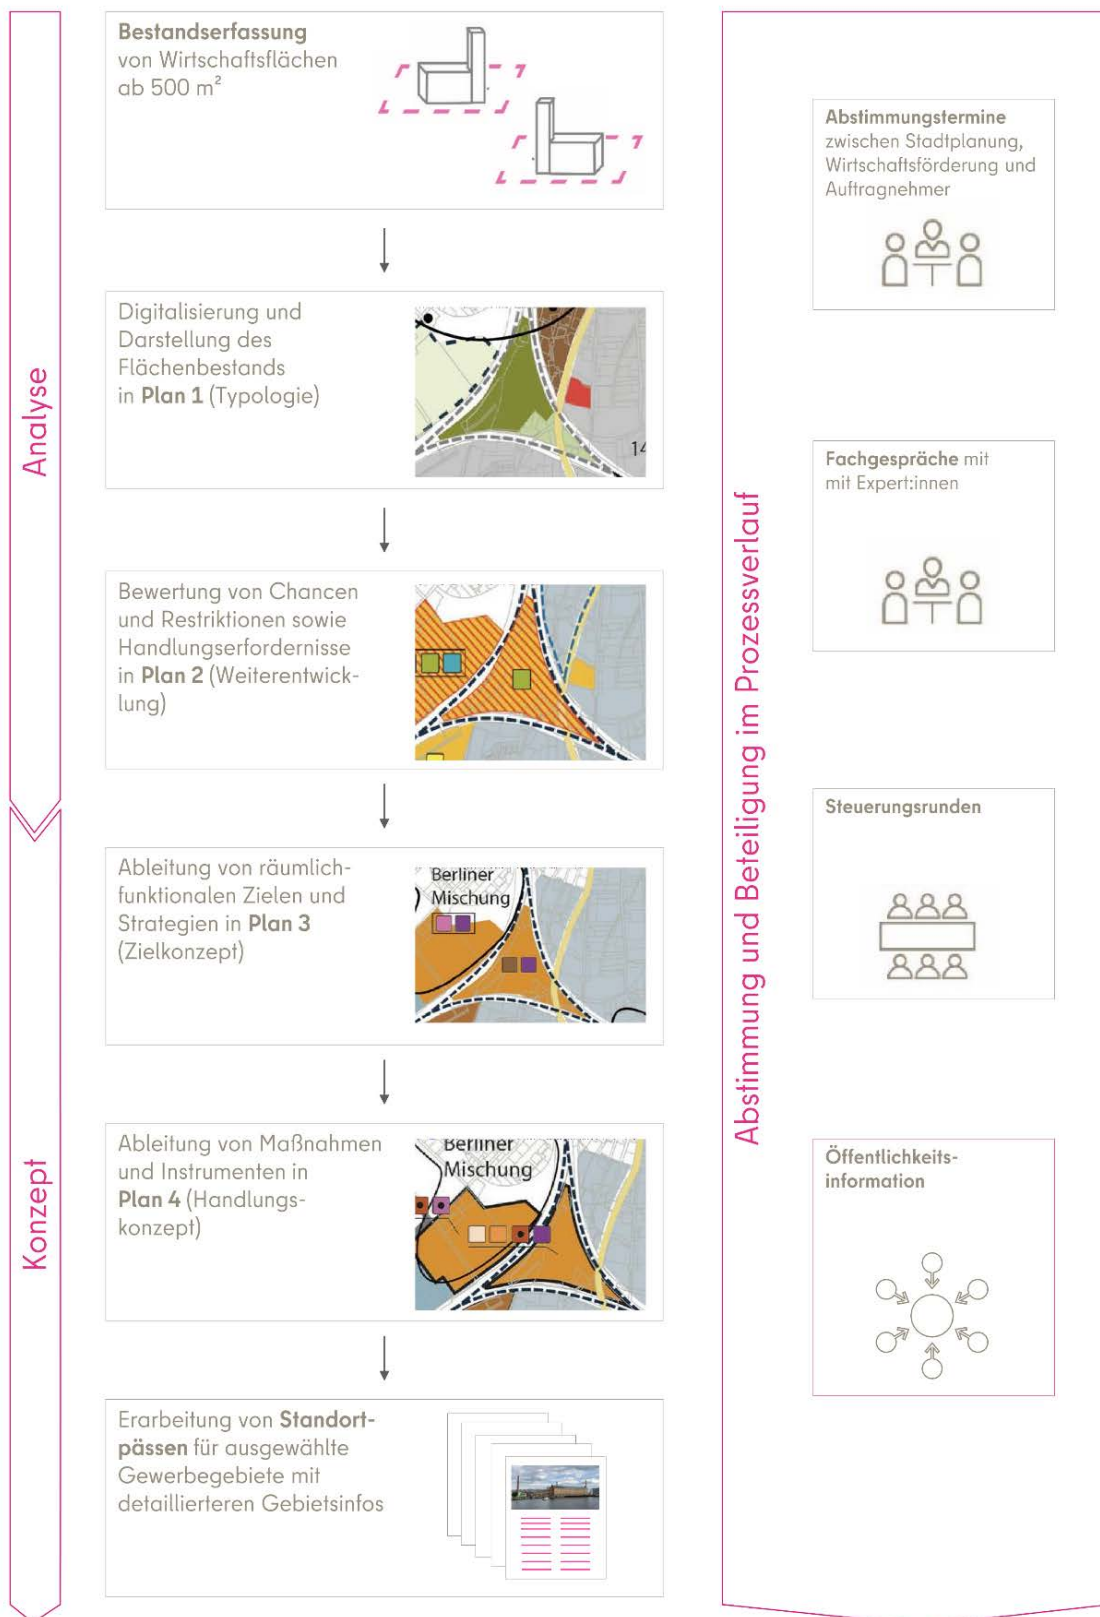 Analyse
Konzept
Bestandserfassung
von Wirtschaftsflächen
ab 500 m²
Digitalisierung und
Darstellung des
Flächenbestands
in Plan 1 (Typologie)
14
Bewertung von Chancen
und Restriktionen sowie
Handlungserfordernisse
in Plan 2 (Weiterentwick-
lung)
Ableitung von räumlich-
funktionalen Zielen und
Strategien in Plan 3
(Zielkonzept)
Berliner
Mischung
Ableitung von Maßnahmen
und Instrumenten in
Plan 4 (Handlungs-
konzept)
Berliner
Mischung
Erarbeitung von Standort-
pässen für ausgewählte
Gewerbegebiete mit
detaillierteren Gebietsinfos
Abstimmung und Beteiligung im Prozessverlauf
Abstimmungstermine
zwischen Stadtplanung,
Wirtschaftsförderung und
Auftragnehmer
Fachgespräche mit
mit Expert:innen
Steuerungsrunden
Öffentlichkeits-
information